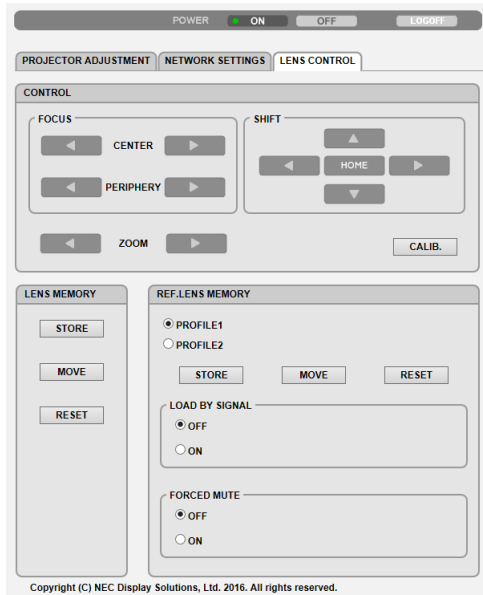 POWER ON OFF LOGOFF
PROJECTOR ADJUSTMENT NETWORK SETTINGS LENS CONTROL
CONTROL
FOCUS
CENTER
PERIPHERY
SHIFT
HOME
ZOOM
CALIB.
LENS MEMORY
STORE
MOVE
RESET
REF.LENS MEMORY
PROFILE1
PROFILE2
STORE MOVE RESET
LOAD BY SIGNAL
OFF
ON
FORCED MUTE
OFF
ON
Copyright (C) NEC Display Solutions, Ltd. 2016. All rights reserved.